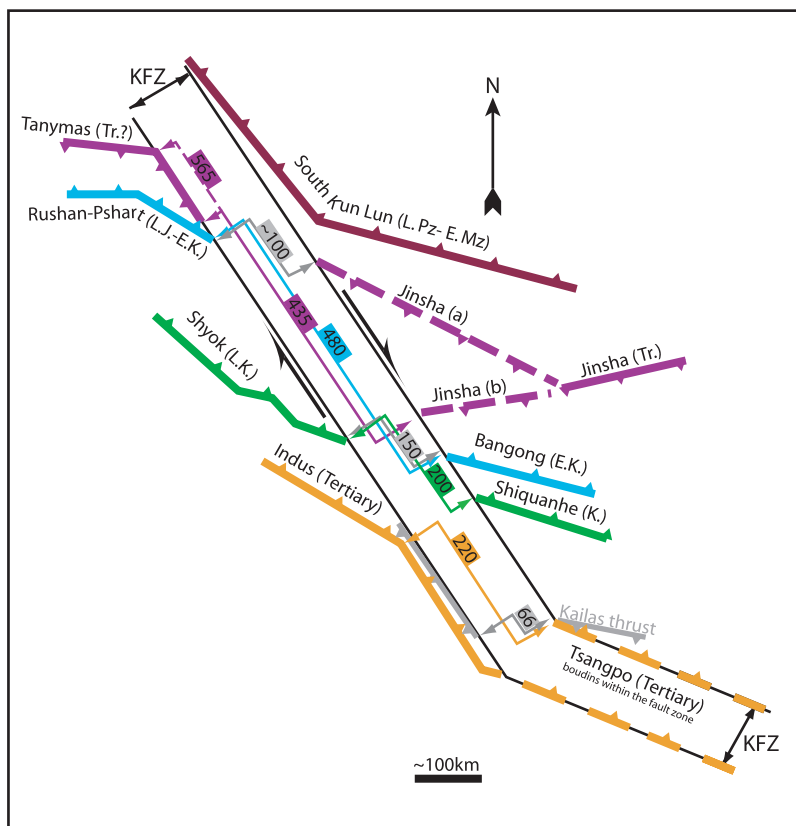 KFZ
N
Tanymas (Tr.?)
565
South Kun Lun (L. Pz- E. Mz)
Rushan-Pshart (L.J.-E.K.)
~100
Jinsha (a)
435
480
Shyok (L.K.)
Jinsha (Tr.)
Jinsha (b)
150
Bangong (E.K.)
Indus (Tertiary)
200
Shiquanhe (K.)
220
66
Kailas thrust
Tsangpo (Tertiary)
boudins within the fault zone
KFZ
~100km